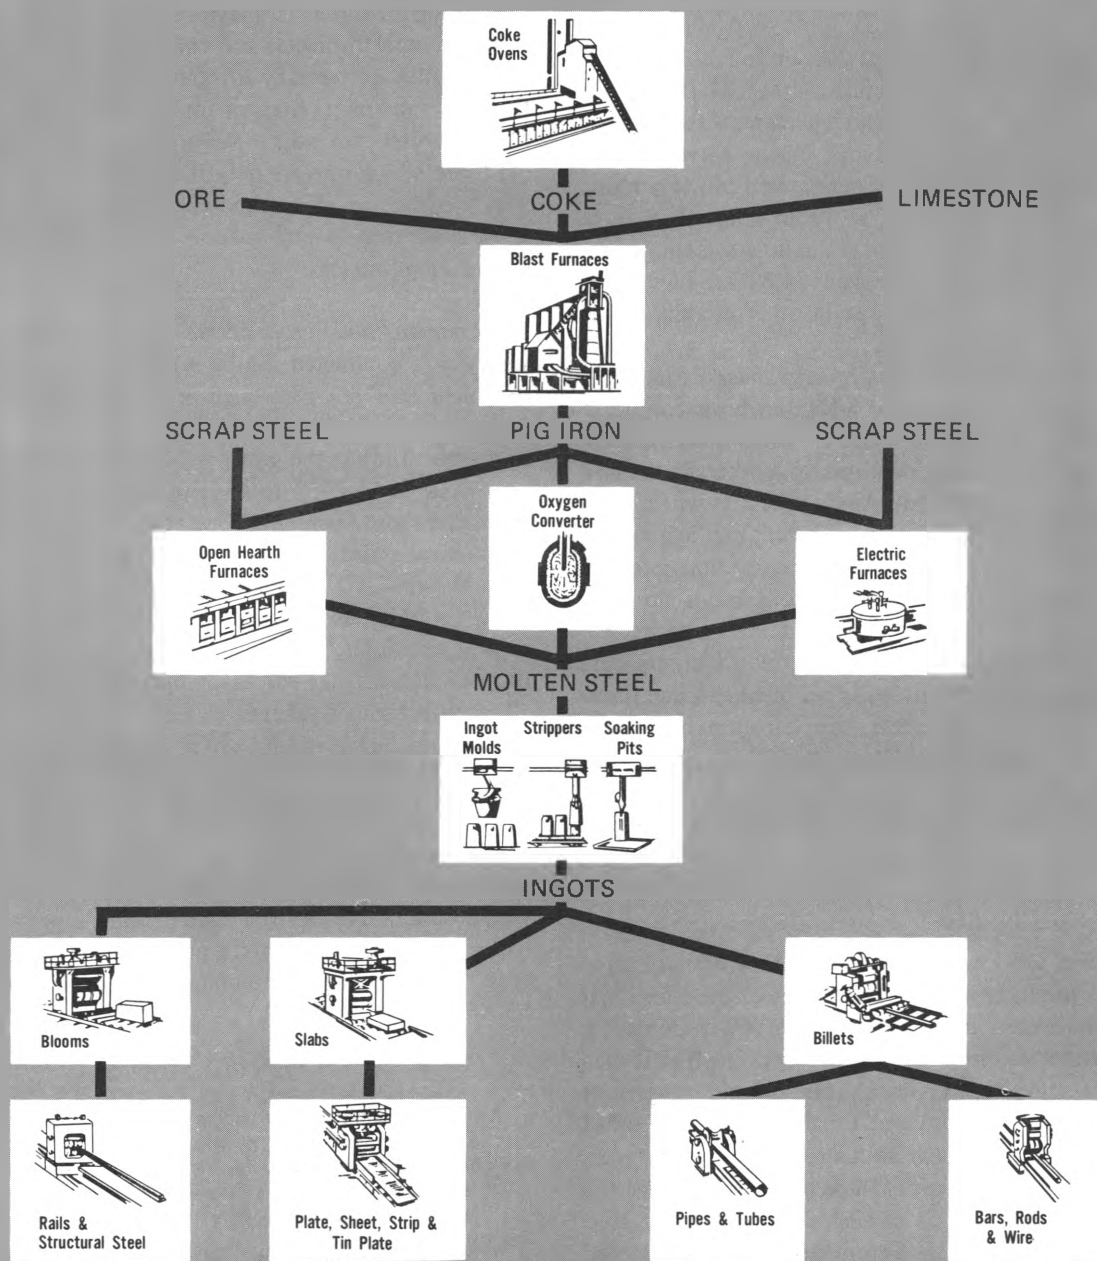 Coke
Ovens
ORE
COKE
LIMESTONE
Blast Furnaces
SCRAP STEEL
PIG IRON
SCRAP STEEL
Oxygen
Converter
Open Hearth
Furnaces
Electric
Furnaces
MOLTEN STEEL
Ingot
Molds
Strippers
Soaking
Pits
INGOTS
Blooms
Slabs
Billets
Rails &
Structural Steel
Plate, Sheet, Strip &
Tin Plate
Pipes & Tubes
Bars, Rods
& Wire